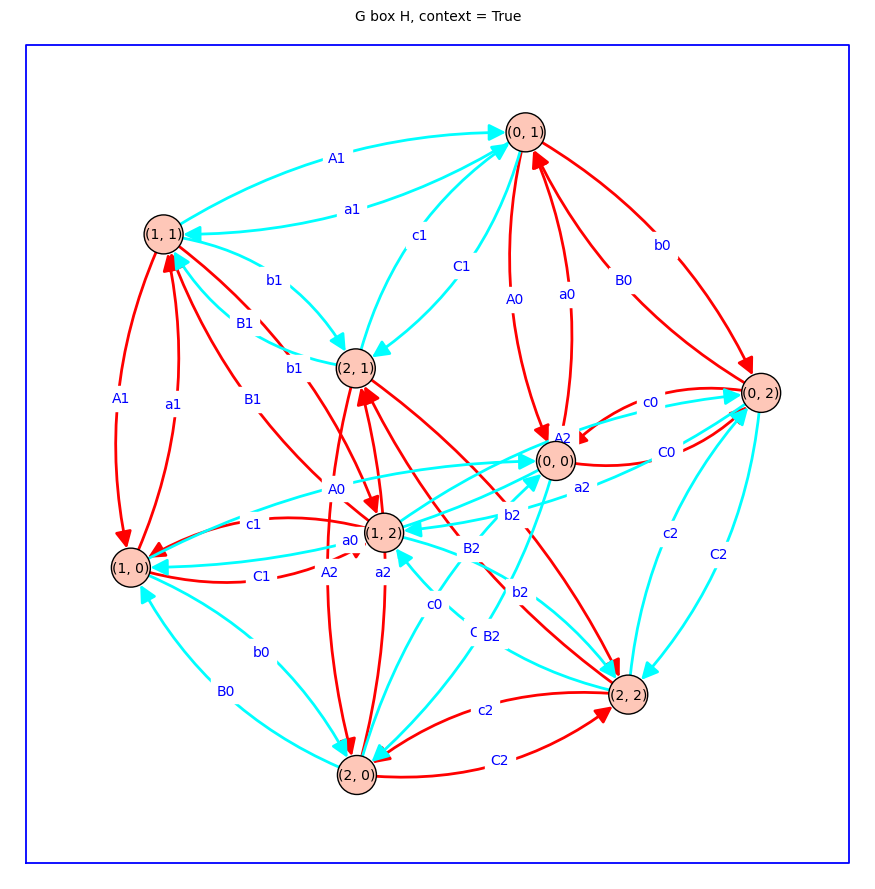 G box H, context = True
(0, 1)
A1
a1
(1, 1)
c1
b0
C1
b1
B0
a0
A0
B1
(2, 1)
b1
(0, 2)
A1
B1
a1
c0
A2
C0
(0, 0)
A0
a2
b2
c1
(1, 2)
c2
a0
B2
C2
(1, 0)
C1
A2
a2
b2
c0
B2
b0
B0
(2, 2)
c2
C2
(2, 0)